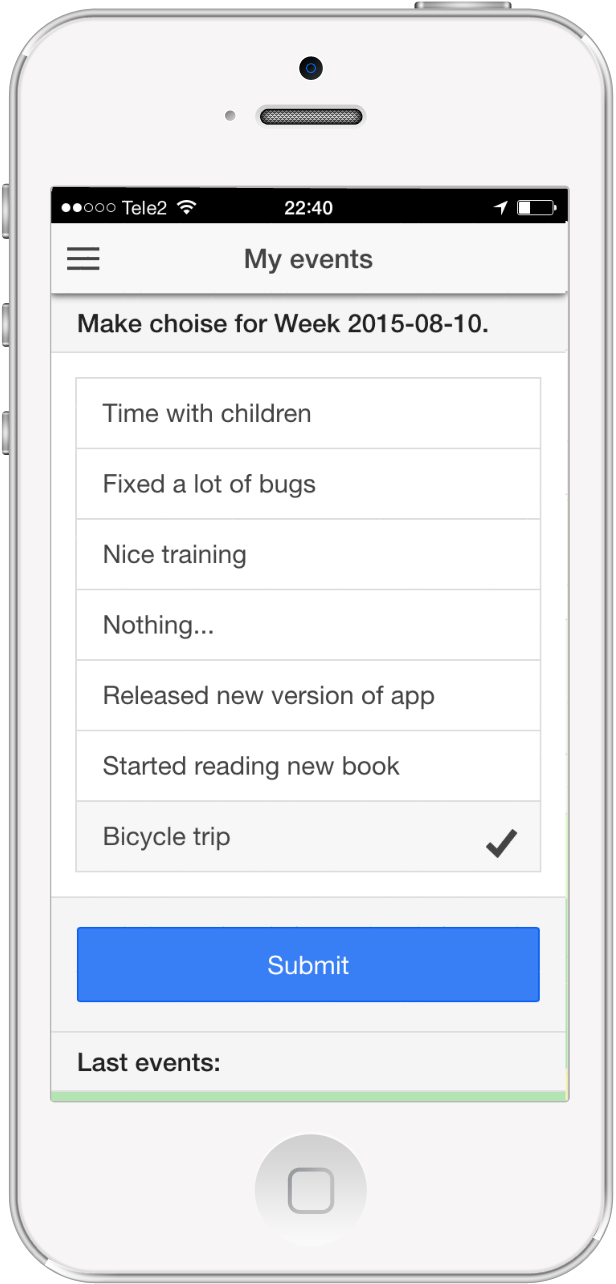 Tele2 22:40
My events
Make choise for Week 2015-08-10.
Time with children
Fixed a lot of bugs
Nice training
Nothing...
Released new version of app
Started reading new book
Bicycle trip
Submit
Last events: